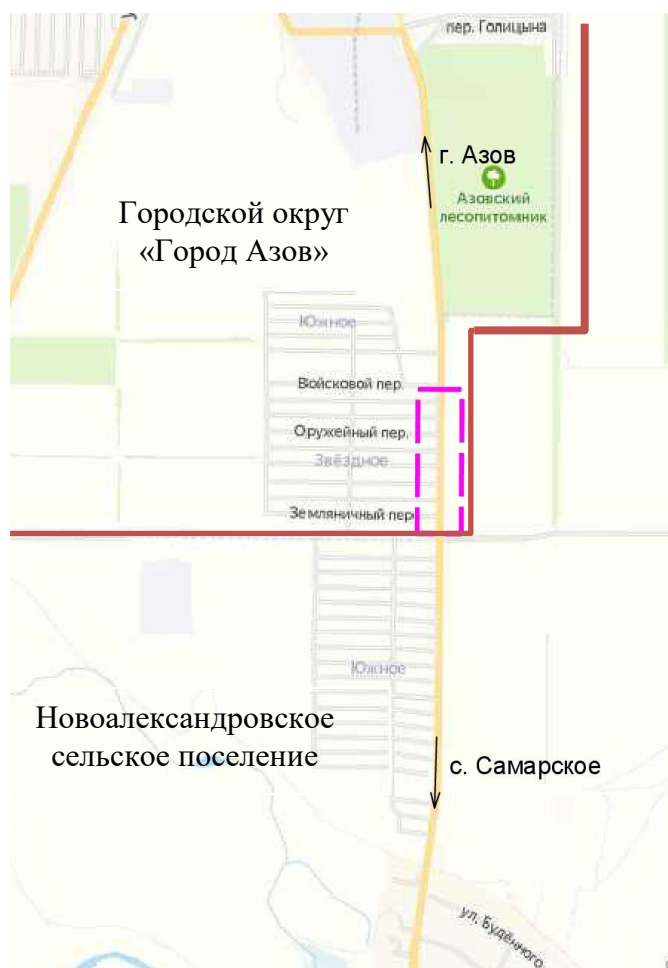 пер. Голицына
г. Азов
Азовский
лесопитомник
Городской округ
«Город Азов»
Южное
Войсковой пер.
Оружейный пер.
Звёздное
Земляничный пер
Южное
Новоалександровское
сельское поселение
с. Самарское
ул. Будённого